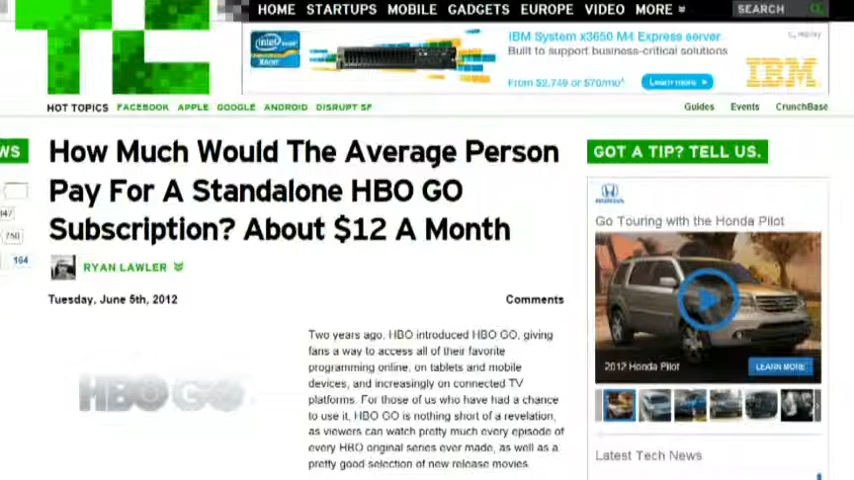 HOME STARTUPS MOBILE GADGETS EUROPE VIDEO MORE
SEARCH
intel
XEON
IBM System x3650 M4 Express server
Built to support business-critical solutions
From $2,749 or $70/mo
Learn more
IBM
HOT TOPICS FACEBOOK APPLE GOOGLE ANDROID DISRUPT SF
Guides Events CrunchBase
WS
How Much Would The Average Person
Pay For A Standalone HBO GO
Subscription? About $12 A Month
GOT A TIP? TELL US.
RYAN LAWLER
Tuesday, June 5th, 2012
Comments
750
164
HBO GO
Two years ago, HBO introduced HBO GO, giving
fans a way to access all of their favorite
programming online, on tablets and mobile
devices, and increasingly on connected TV
platforms. For those of us who have had a chance
to use it, HBO GO is nothing short of a revelation,
as viewers can watch pretty much every episode of
every HBO original series ever made, as well as a
pretty good selection of new release movies.
HONDA
Go Touring with the Honda Pilot
2012 Honda Pilot
LEARN MORE
Latest Tech News